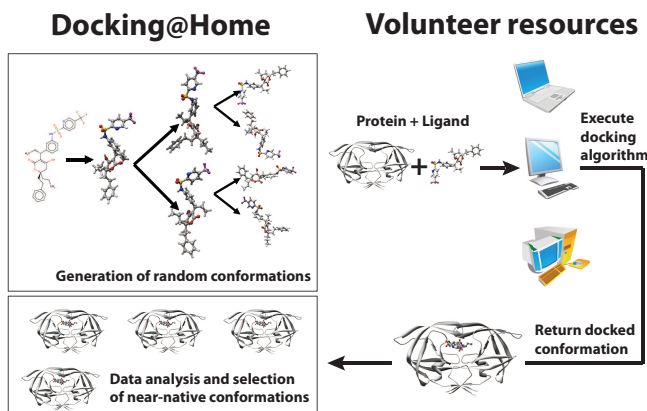 Docking@Home
Volunteer resources
Generation of random conformations
Protein + Ligand
+
Execute
docking
algorithm
Return docked
conformation
Data analysis and selection
of near-native conformations